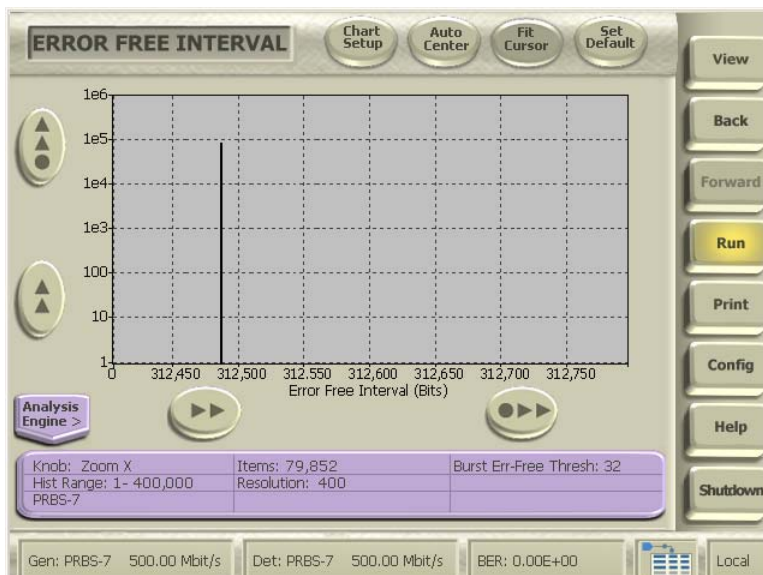 ERROR FREE INTERVAL
Chart
Setup
Auto
Center
Fit
Cursor
Set
Default
View
Back
Forward
Run
Print
Config
Help
Shutdown
1e6
1e5
1e4
1e3
100
10
1
0 312,450 312,500 312,550 312,600 312,650 312,700 312,750
Error Free Interval (Bits)
Analysis
Engine >
Knob: Zoom X Items: 79,852 Burst Err-Free Thresh: 32
Hist Range: 1- 400,000 Resolution: 400
PRBS-7
Gen: PRBS-7 500.00 Mbit/s Det: PRBS-7 500.00 Mbit/s BER: 0.00E+00 Local